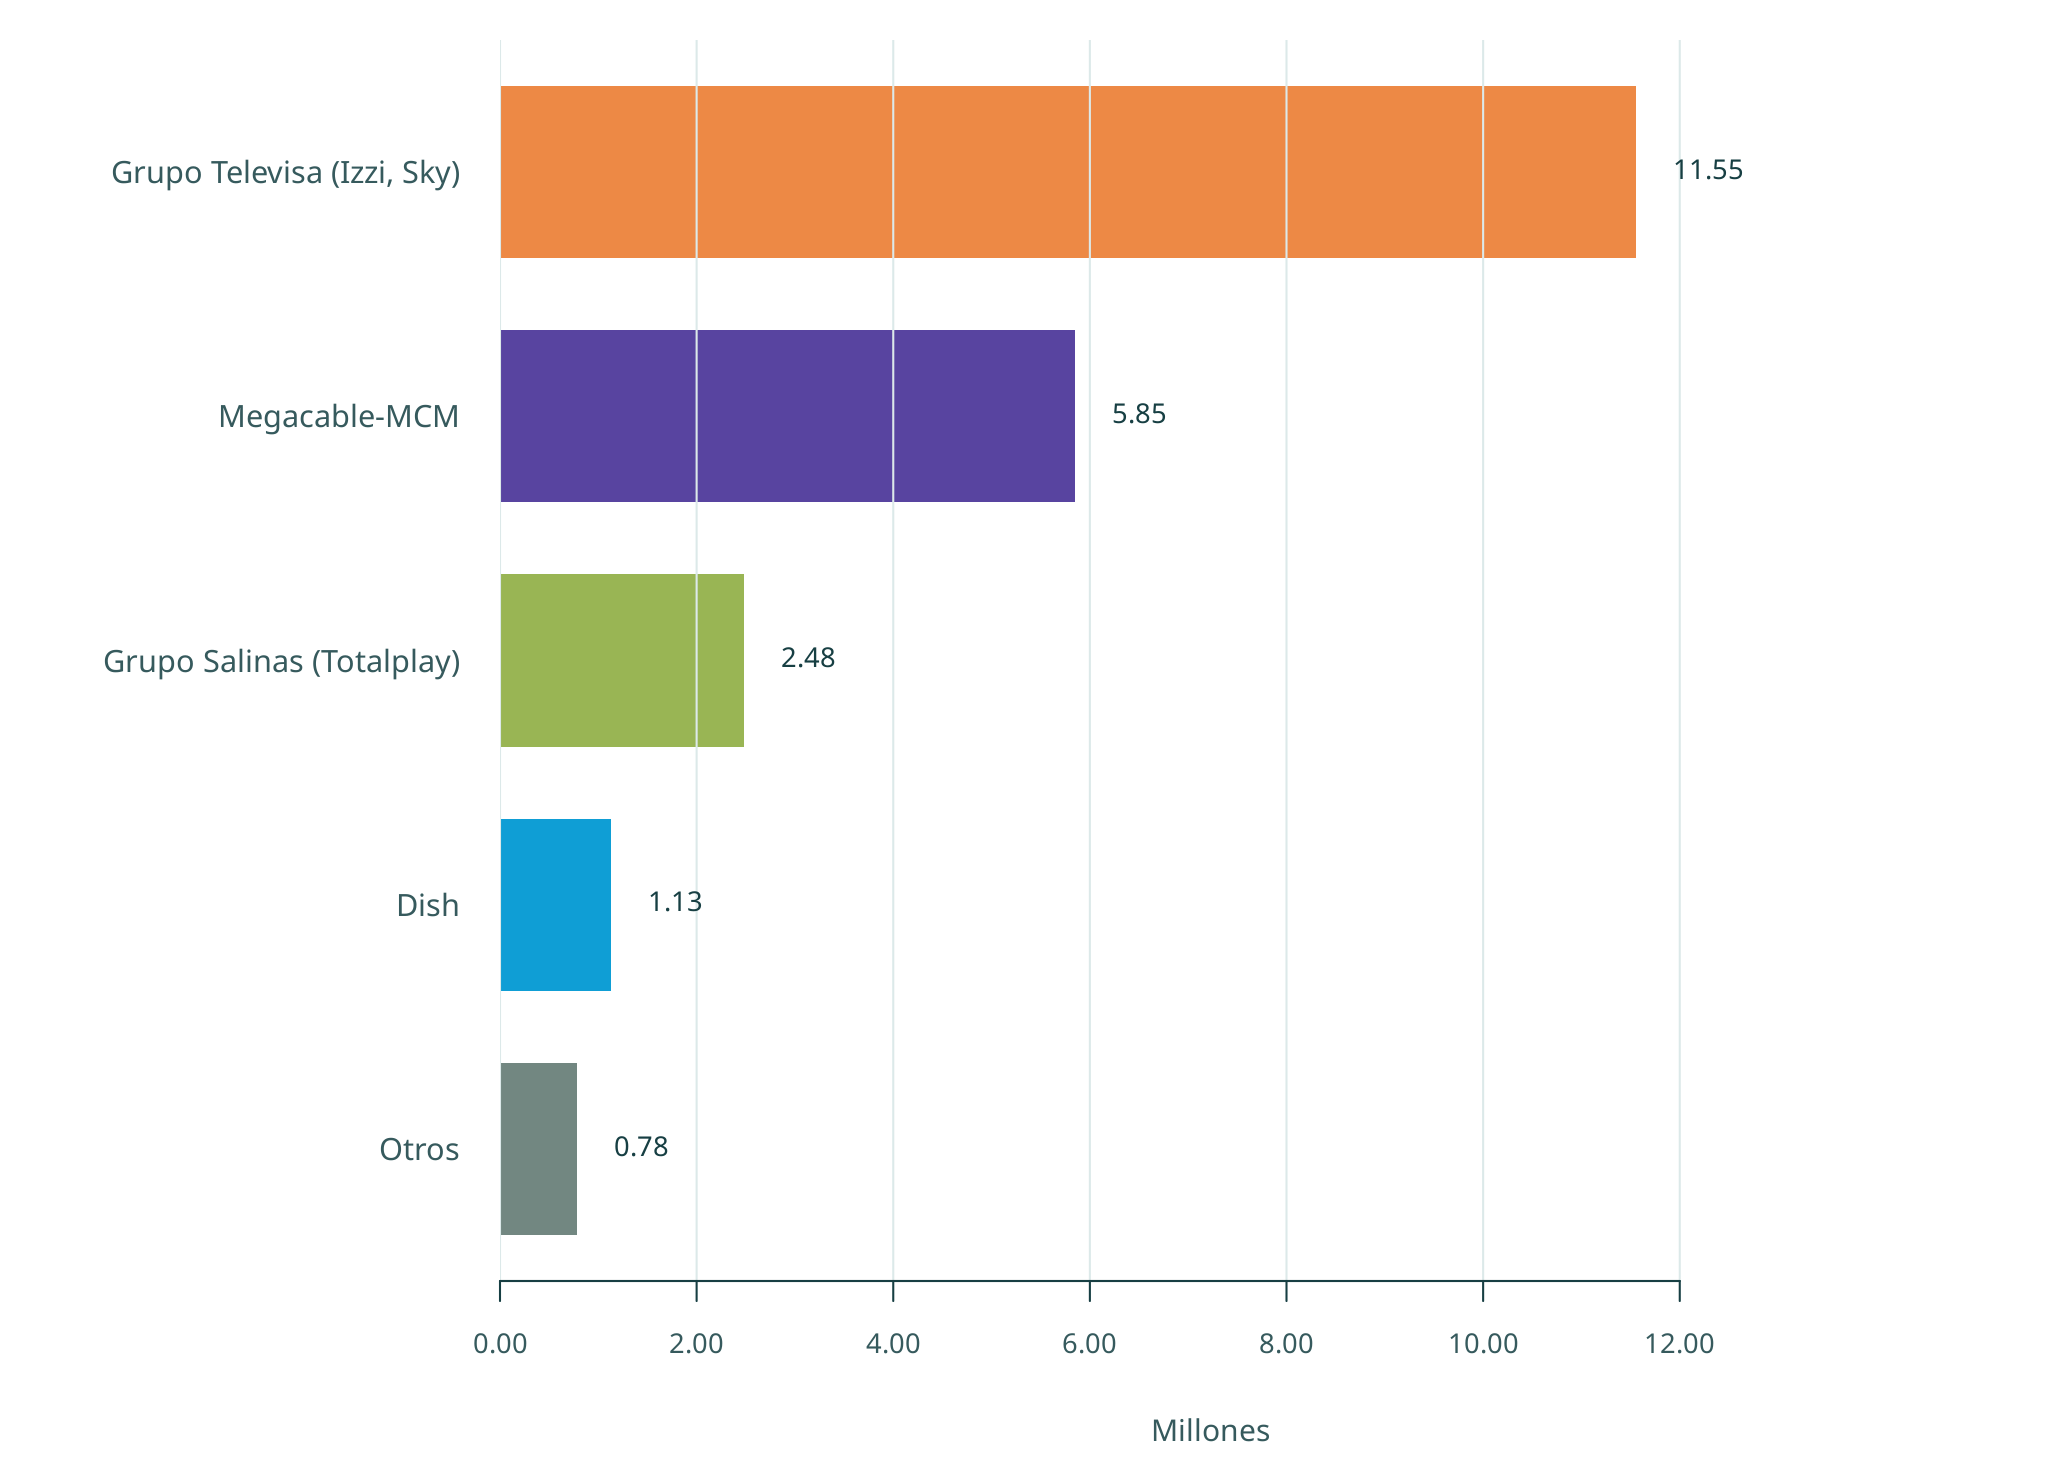 Grupo Televisa (Izzi, Sky) 11.55
Megacable-MCM 5.85
Grupo Salinas (Totalplay) 2.48
Dish 1.13
Otros 0.78
0.00 2.00 4.00 6.00 8.00 10.00 12.00
Millones